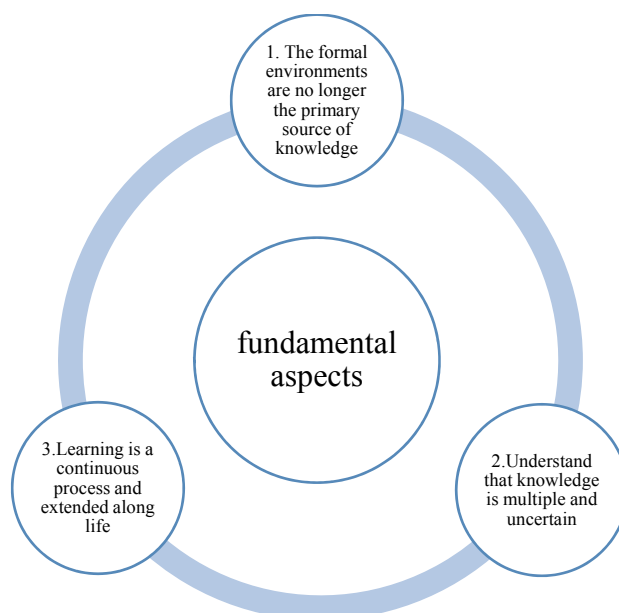 1. The formal
environments
are no longer
the primary
source of
knowledge
fundamental
aspects
3.Learning is a
continuous
process and
extended along
life
2.Understand
that knowledge
is multiple and
uncertain